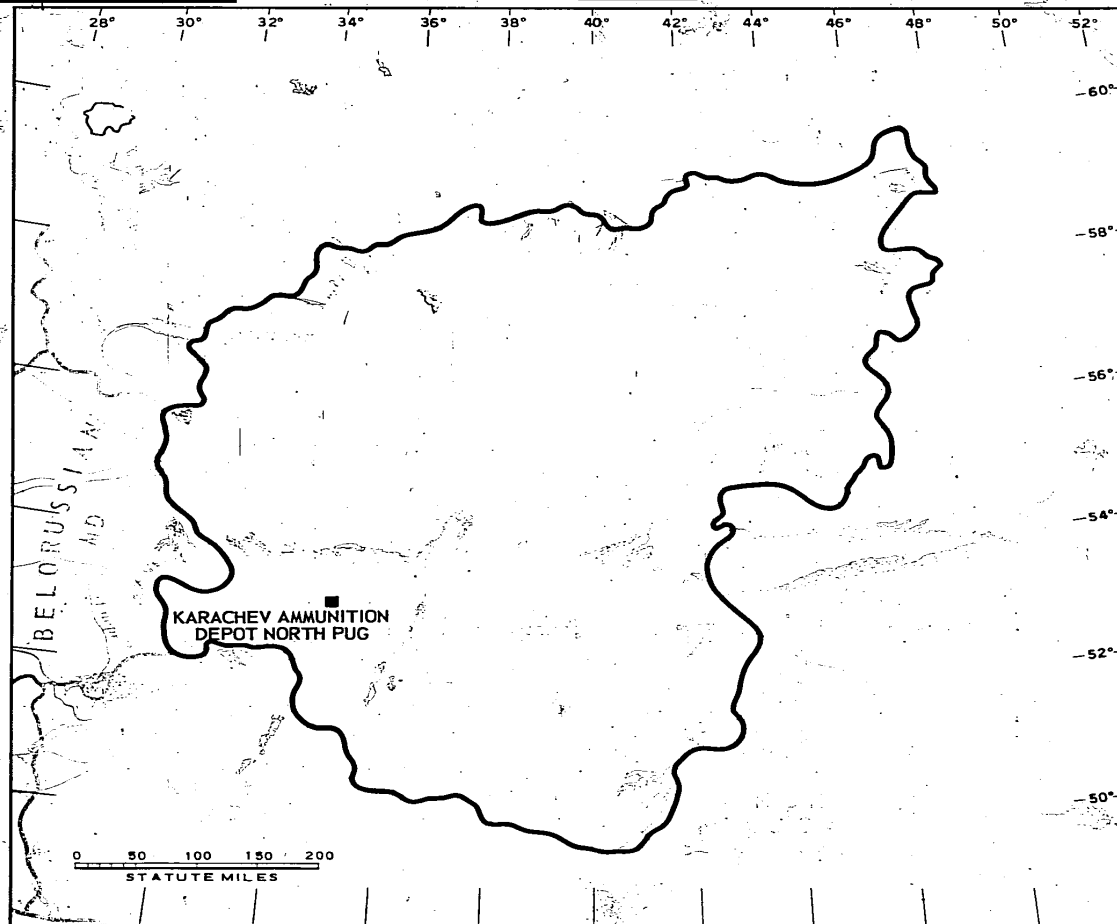 28° 30° 32° 34° 36° 38° 40° 42° 44° 46° 48° 50° 52°
60°
58°
56°
54°
BELORUSSIAN
MD
KARACHEV AMMUNITION
DEPOT NORTH PUG
52°
50°
0 50 100 150 200
STATUTE MILES